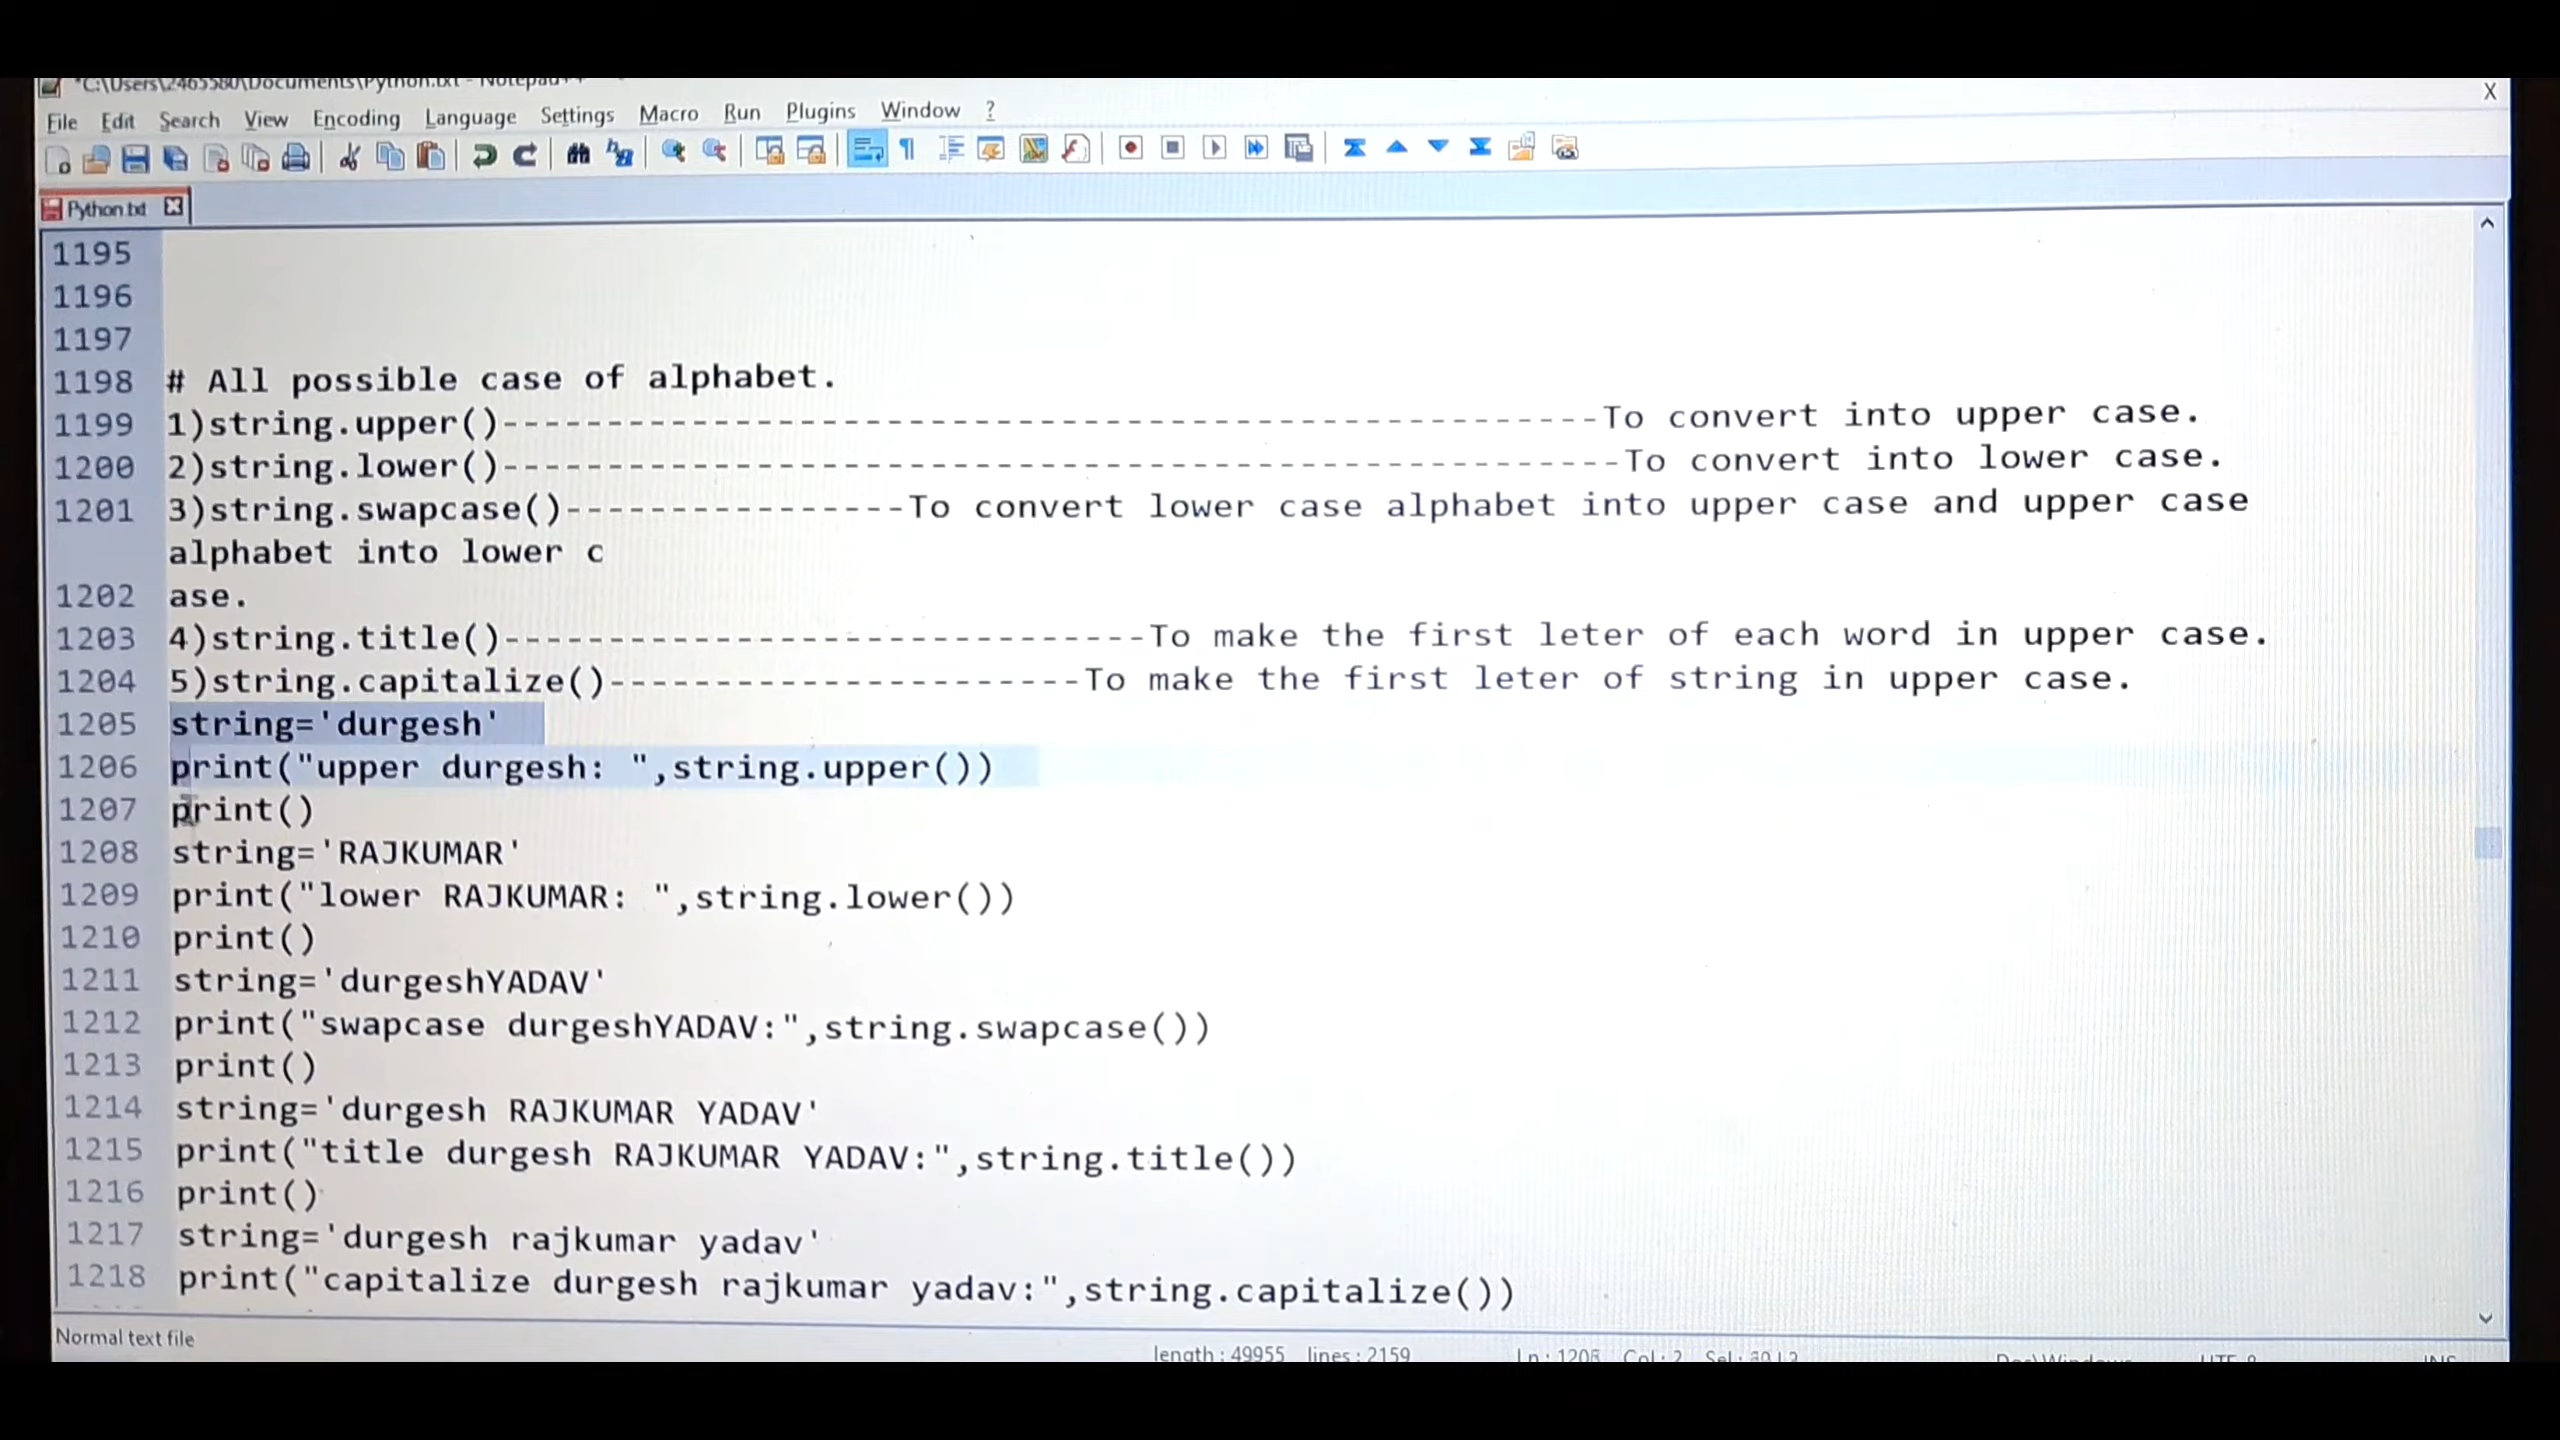 *C:\Users\2465580\Documents\Python.txt - Notepad++
X
File Edit Search View Encoding Language Settings Macro Run Plugins Window ?
Python.txt
1195
1196
1197
1198 # All possible case of alphabet.
1199 1)string.upper()----------------------------------------------------To convert into upper case.
1200 2)string.lower()-----------------------------------------------------To convert into lower case.
1201 3)string.swapcase()----------------To convert lower case alphabet into upper case and upper case
alphabet into lower c
1202 ase.
1203 4)string.title()-------------------------------To make the first leter of each word in upper case.
1204 5)string.capitalize()-----------------------To make the first leter of string in upper case.
1205 string='durgesh'
1206 print("upper durgesh: ",string.upper())
1207 print()
1208 string='RAJKUMAR'
1209 print("lower RAJKUMAR: ",string.lower())
1210 print()
1211 string='durgeshYADAV'
1212 print("swapcase durgeshYADAV:",string.swapcase())
1213 print()
1214 string='durgesh RAJKUMAR YADAV'
1215 print("title durgesh RAJKUMAR YADAV:",string.title())
1216 print()
1217 string='durgesh rajkumar yadav'
1218 print("capitalize durgesh rajkumar yadav:",string.capitalize())
Normal text file
length : 49955 lines : 2159